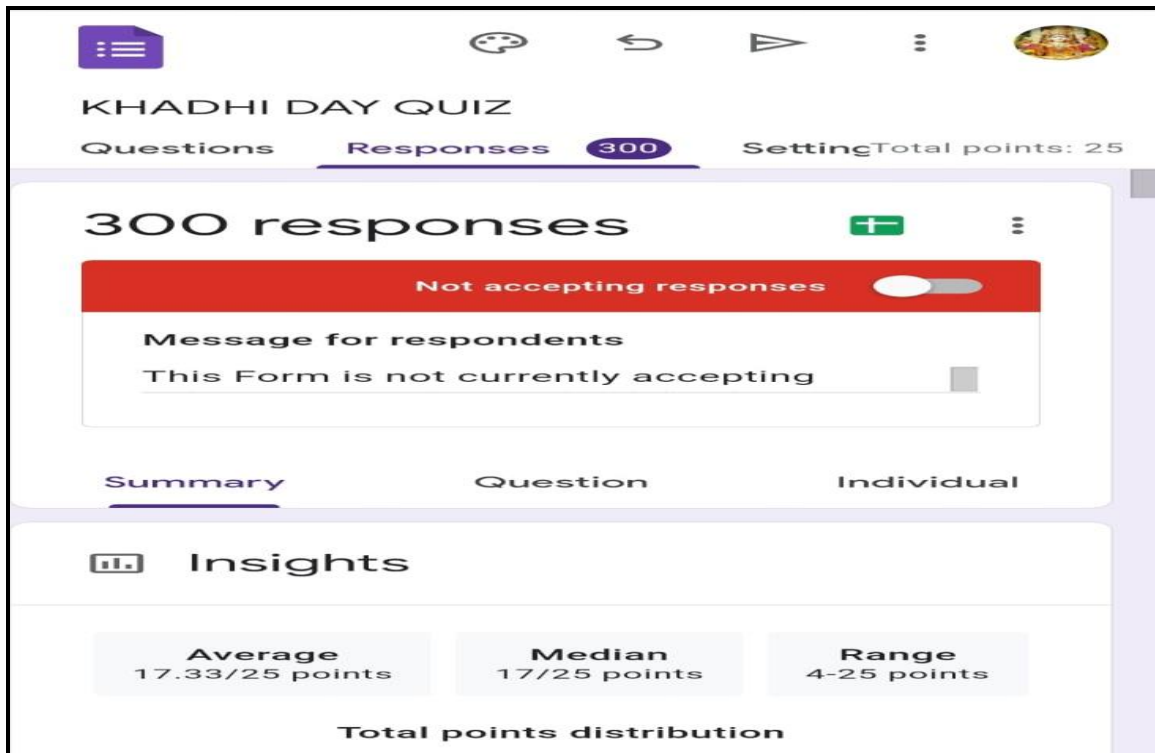 KHADHI DAY QUIZ
Questions Responses 300 Setting Total points: 25
300 responses
Not accepting responses
Message for respondents
This Form is not currently accepting
Summary Question Individual
Insights
Average Median Range
17.33/25 points 17/25 points 4-25 points
Total points distribution